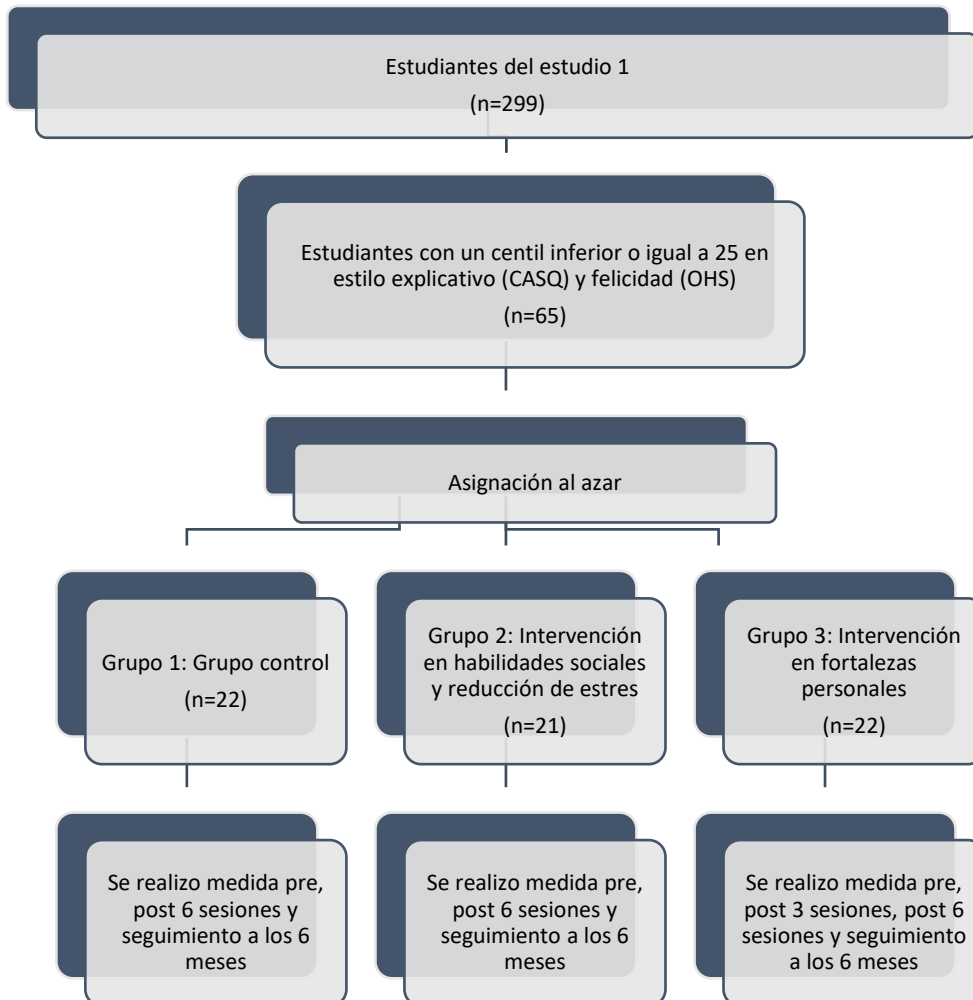 Estudiantes del estudio 1
(n=299)
Estudiantes con un centil inferior o igual a 25 en
estilo explicativo (CASQ) y felicidad (OHS)
(n=65)
Asignación al azar
Grupo 1: Grupo control
(n=22)
Grupo 2: Intervención
en habilidades sociales
y reducción de estres
(n=21)
Grupo 3: Intervención
en fortalezas
personales
(n=22)
Se realizo medida pre,
post 6 sesiones y
seguimiento a los 6
meses
Se realizo medida pre,
post 6 sesiones y
seguimiento a los 6
meses
Se realizo medida pre,
post 3 sesiones, post 6
sesiones y seguimiento
a los 6 meses